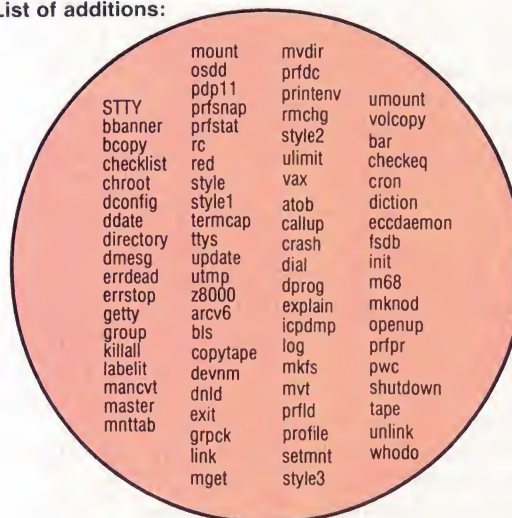 List of additions:
STTY
bbanner
bcopy
checklist
chroot
dconfig
ddate
directory
dmesg
errdead
errstop
getty
group
killall
labelit
mancvt
master
mnttab
mount
osdd
pdp11
prfsnap
prfstat
rc
red
style
style1
termcap
ttys
update
utmp
z8000
arcv6
bls
copytape
devnm
dnld
exit
grpck
link
mget
mvdir
prfdc
printenv
rmchg
style2
ulimit
vax
atob
callup
crash
dial
dprog
explain
icpdmp
log
mkfs
mvt
prfld
profile
setmnt
style3
umount
volcopy
bar
checkeq
cron
diction
eccdaemon
fsdb
init
m68
mknod
openup
prfpr
pwc
shutdown
tape
unlink
whodo